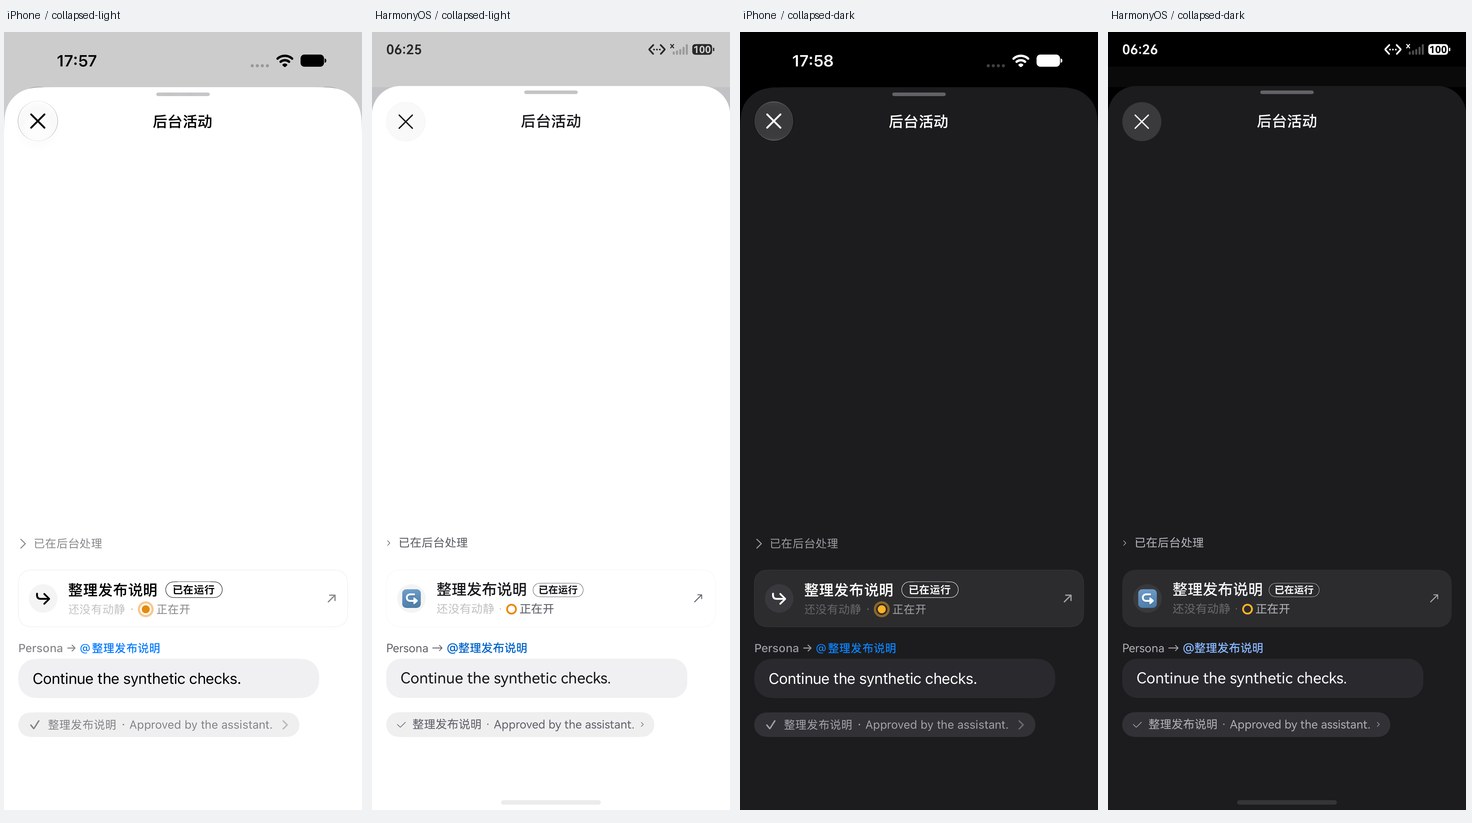 iPhone / collapsed-light
17:57
后台活动
已在后台处理
整理发布说明 已在运行
还没有动静 · 正在开
Persona → @整理发布说明
Continue the synthetic checks.
整理发布说明 · Approved by the assistant.
HarmonyOS / collapsed-light
06:25
100
后台活动
已在后台处理
整理发布说明 已在运行
还没有动静 · 正在开
Persona → @整理发布说明
Continue the synthetic checks.
整理发布说明 · Approved by the assistant.
iPhone / collapsed-dark
17:58
后台活动
已在后台处理
整理发布说明 已在运行
还没有动静 · 正在开
Persona → @整理发布说明
Continue the synthetic checks.
整理发布说明 · Approved by the assistant.
HarmonyOS / collapsed-dark
06:26
100
后台活动
已在后台处理
整理发布说明 已在运行
还没有动静 · 正在开
Persona → @整理发布说明
Continue the synthetic checks.
整理发布说明 · Approved by the assistant.